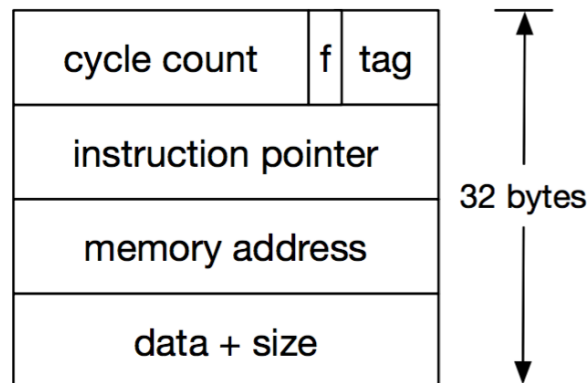 cycle count f tag
instruction pointer
memory address
32 bytes
data + size